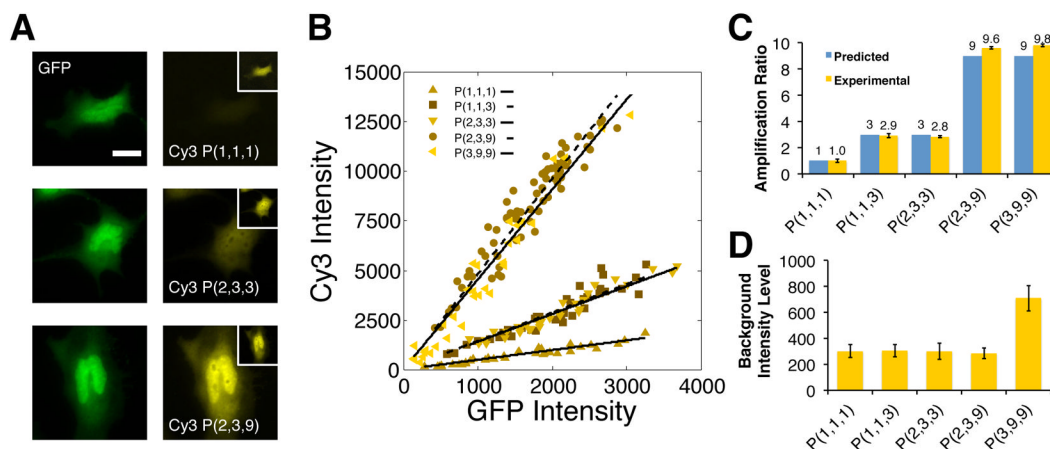 A
GFP
Cy3 P(1,1,1)
Cy3 P(2,3,3)
Cy3 P(2,3,9)
B
Cy3 Intensity
15000
12500
10000
7500
5000
2500
0
0
1000
2000
3000
4000
GFP Intensity
P(1,1,1)
P(1,1,3)
P(2,3,3)
P(2,3,9)
P(3,9,9)
C
Amplification Ratio
10
8
6
4
2
0
Predicted
Experimental
1 1.0
3 2.9
3 2.8
9 9.6
9 9.8
P(1,1,1)
P(1,1,3)
P(2,3,3)
P(2,3,9)
P(3,9,9)
D
Background
Intensity Level
1000
800
600
400
200
0
P(1,1,1)
P(1,1,3)
P(2,3,3)
P(2,3,9)
P(3,9,9)